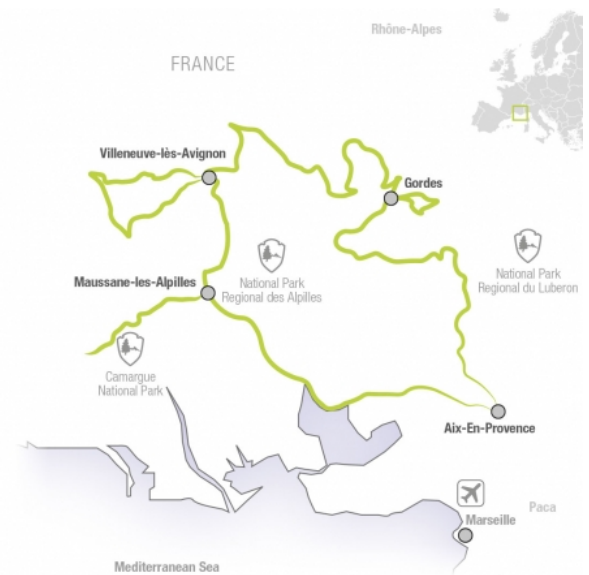 Rhône-Alpes
FRANCE
Villeneuve-lès-Avignon
Gordes
National Park
Regional du Luberon
National Park
Regional des Alpilles
Maussane-les-Alpilles
Camargue
National Park
Aix-En-Provence
Paca
Marseille
Mediterranean Sea